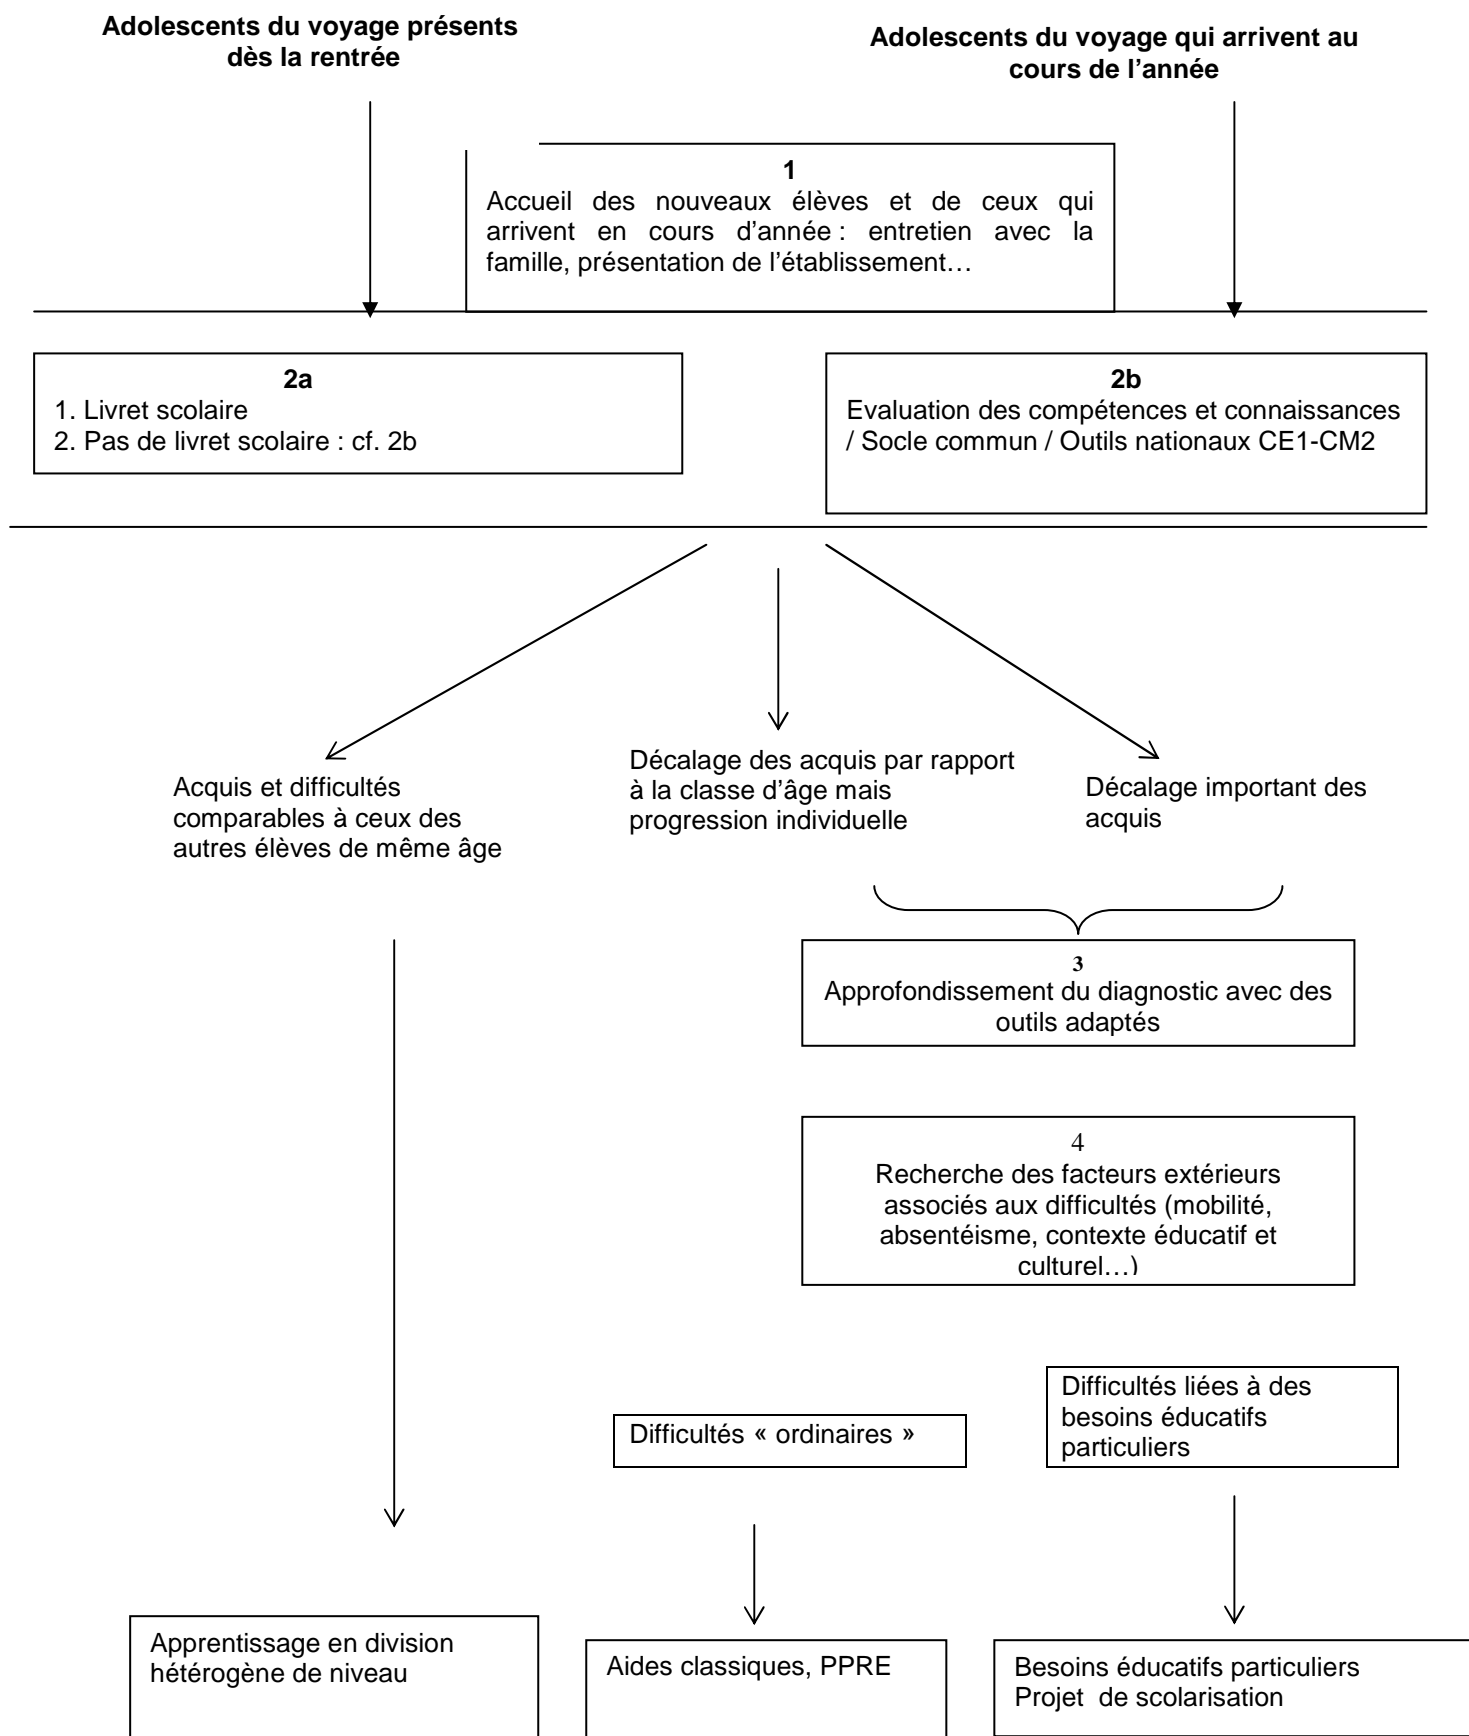 Adolescents du voyage présents
dès la rentrée
Adolescents du voyage qui arrivent au
cours de l’année
1
Accueil des nouveaux élèves et de ceux qui
arrivent en cours d’année : entretien avec la
famille, présentation de l’établissement…
2a
1. Livret scolaire
2. Pas de livret scolaire : cf. 2b
2b
Evaluation des compétences et connaissances
/ Socle commun / Outils nationaux CE1-CM2
Acquis et difficultés
comparables à ceux des
autres élèves de même âge
Décalage des acquis par rapport
à la classe d’âge mais
progression individuelle
Décalage important des
acquis
3
Approfondissement du diagnostic avec des
outils adaptés
4
Recherche des facteurs extérieurs
associés aux difficultés (mobilité,
absentéisme, contexte éducatif et
culturel…)
Difficultés « ordinaires »
Difficultés liées à des
besoins éducatifs
particuliers
Apprentissage en division
hétérogène de niveau
Aides classiques, PPRE
Besoins éducatifs particuliers
Projet  de scolarisation